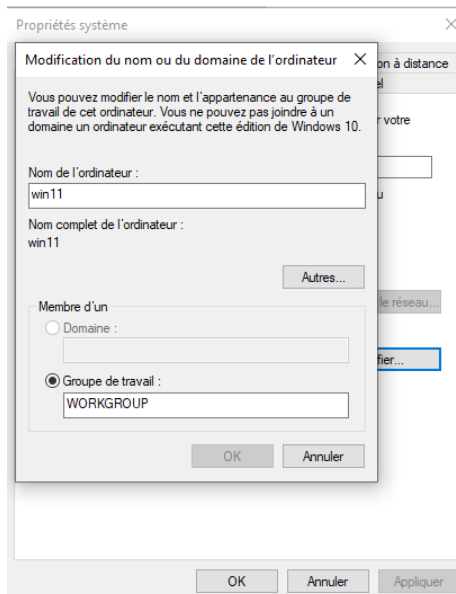 Propriétés système
Modification du nom ou du domaine de l'ordinateur
on à distance
el
Vous pouvez modifier le nom et l'appartenance au groupe de
travail de cet ordinateur. Vous ne pouvez pas joindre à un
domaine un ordinateur exécutant cette édition de Windows 10.
r votre
Nom de l'ordinateur :
win11
u
Nom complet de l'ordinateur :
win11
Autres...
le réseau...
Membre d'un
Domaine :
fier...
Groupe de travail :
WORKGROUP
OK
Annuler
OK
Annuler
Appliquer